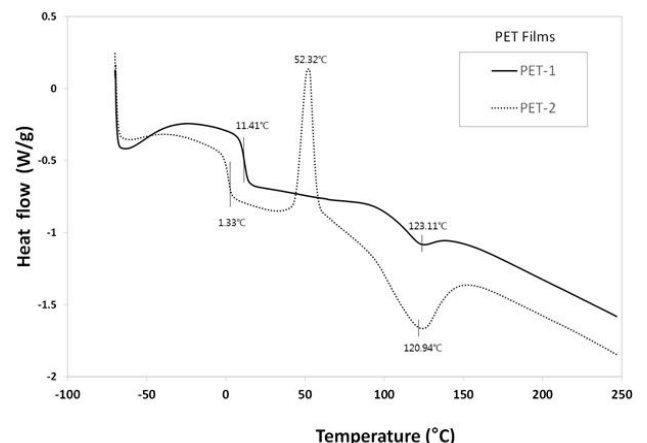 PET Films
PET-1
PET-2
52.32℃
11.41℃
1.33℃
123.11℃
120.94℃
Heat flow (W/g)
0.5
0
-0.5
-1
-1.5
-2
-100 -50 0 50 100 150 200 250
Temperature (°C)